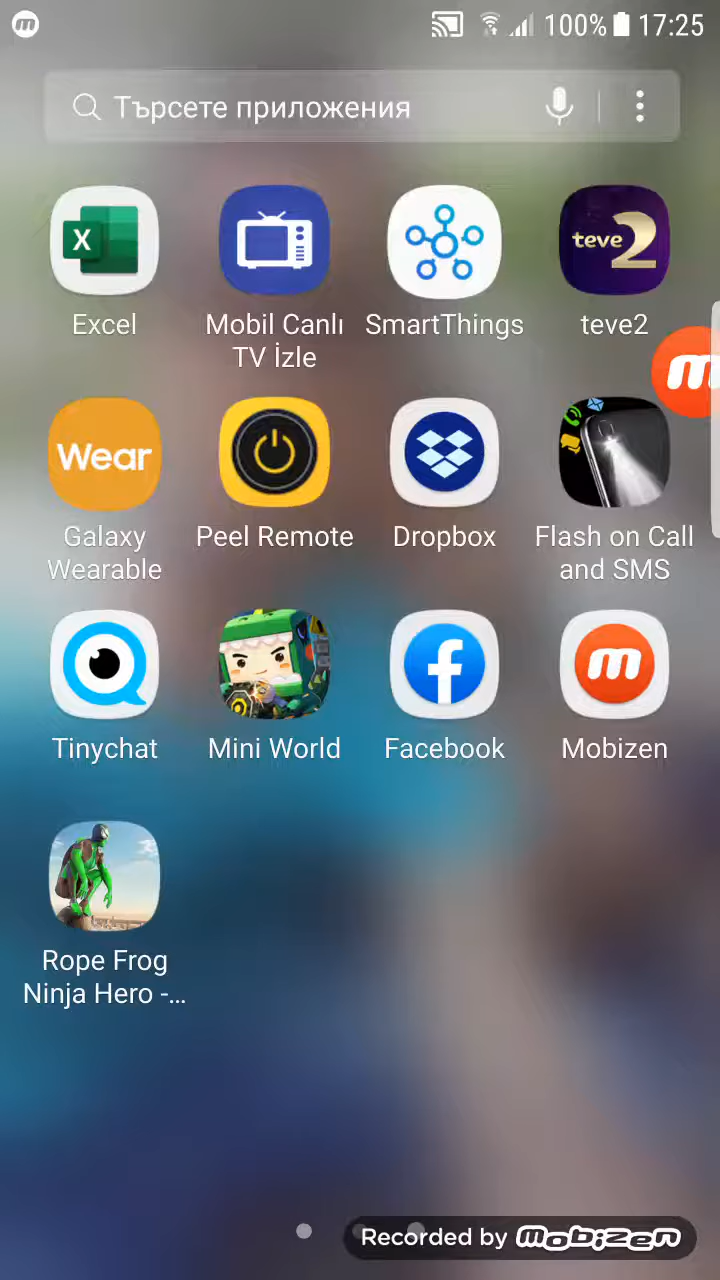 100% 17:25
Търсете приложения
X
teve2
Excel
Mobil Canlı
TV İzle
SmartThings
teve2
m
Wear
Galaxy
Wearable
Peel Remote
Dropbox
Flash on Call
and SMS
m
Tinychat
Mini World
Facebook
Mobizen
Rope Frog
Ninja Hero -...
Recorded by mobizen